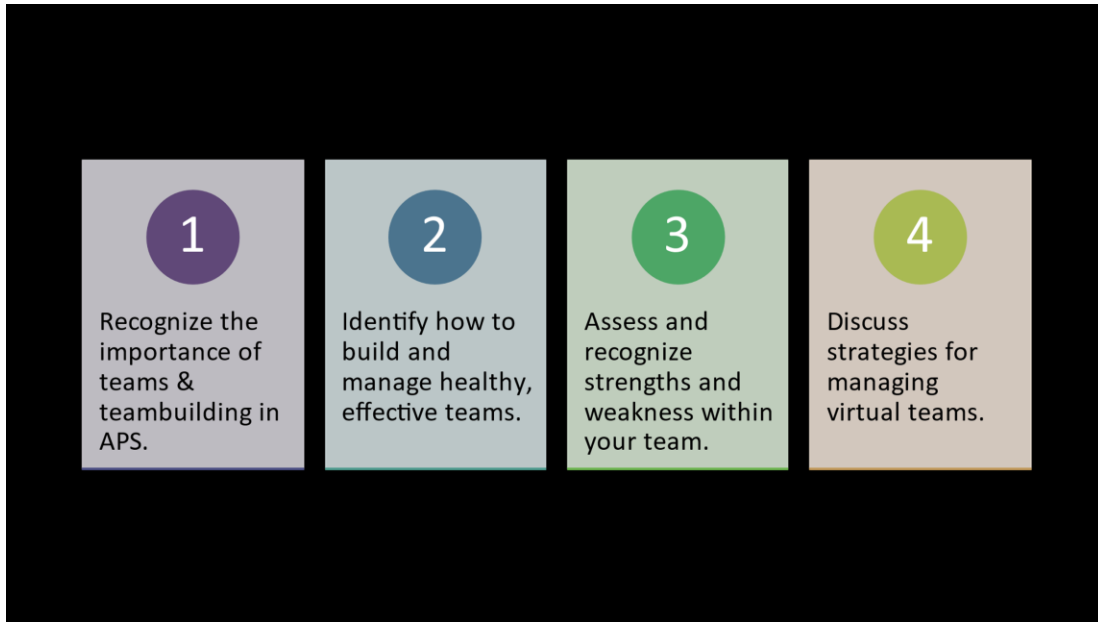 1
Recognize the
importance of
teams &
teambuilding in
APS.
2
Identify how to
build and
manage healthy,
effective teams.
3
Assess and
recognize
strengths and
weakness within
your team.
4
Discuss
strategies for
managing
virtual teams.